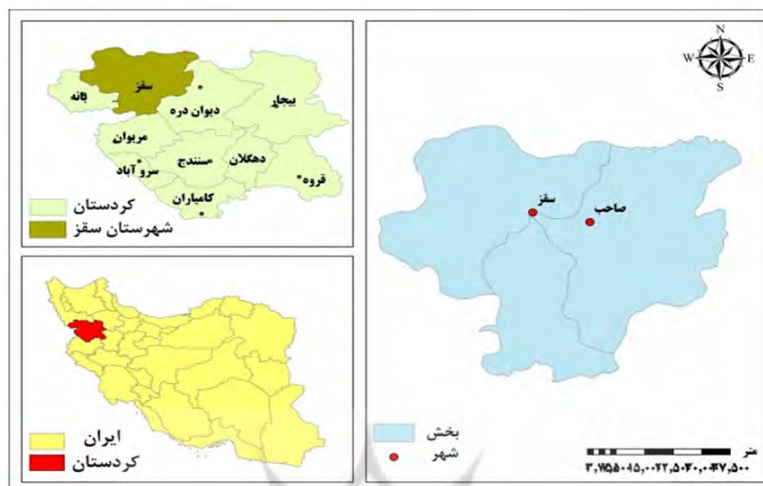 سقز
بانه
دیوان دره
بیجار
مریوان
سنندج
دهگلان
سرو آباد
قروه
کامیاران
کردستان
شهرستان سقز
ایران
کردستان
N
W
E
S
سقز
صاحب
بخش
شهر
متر